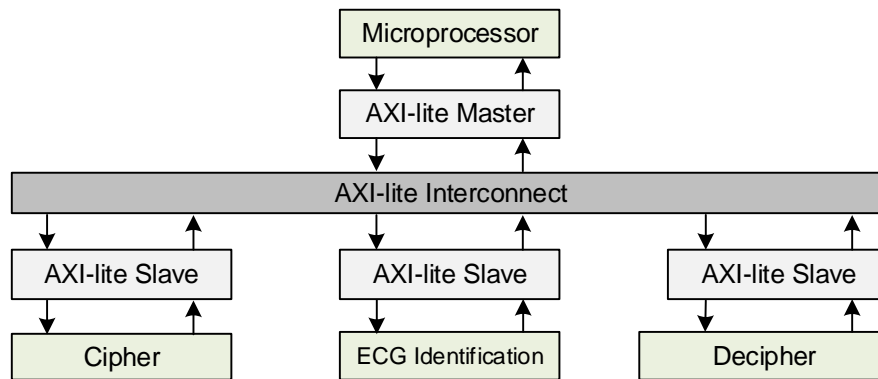 Microprocessor
AXI-lite Master
AXI-lite Interconnect
AXI-lite Slave
AXI-lite Slave
AXI-lite Slave
Cipher
ECG Identification
Decipher